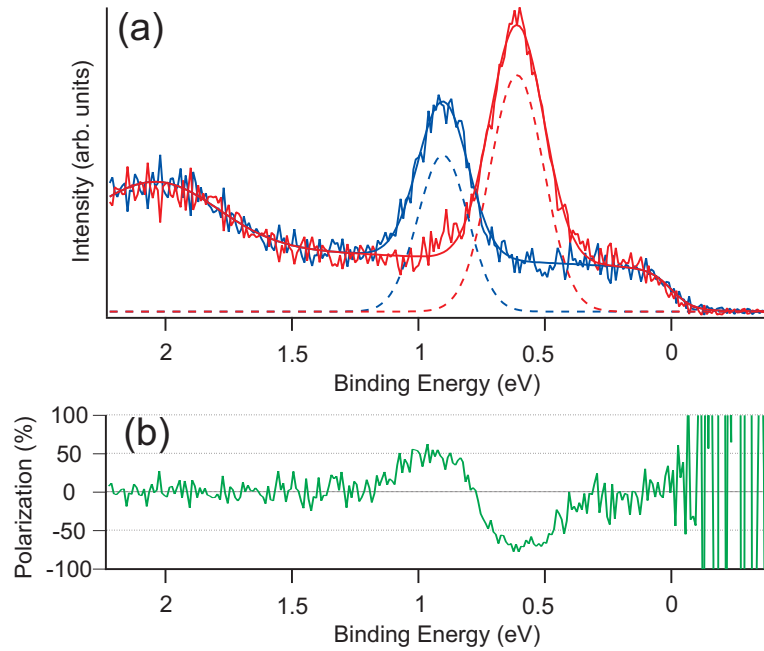 (a)
Intensity (arb. units)
2 1.5 1 0.5 0
Binding Energy (eV)
(b)
Polarization (%)
100
50
0
-50
-100
2 1.5 1 0.5 0
Binding Energy (eV)